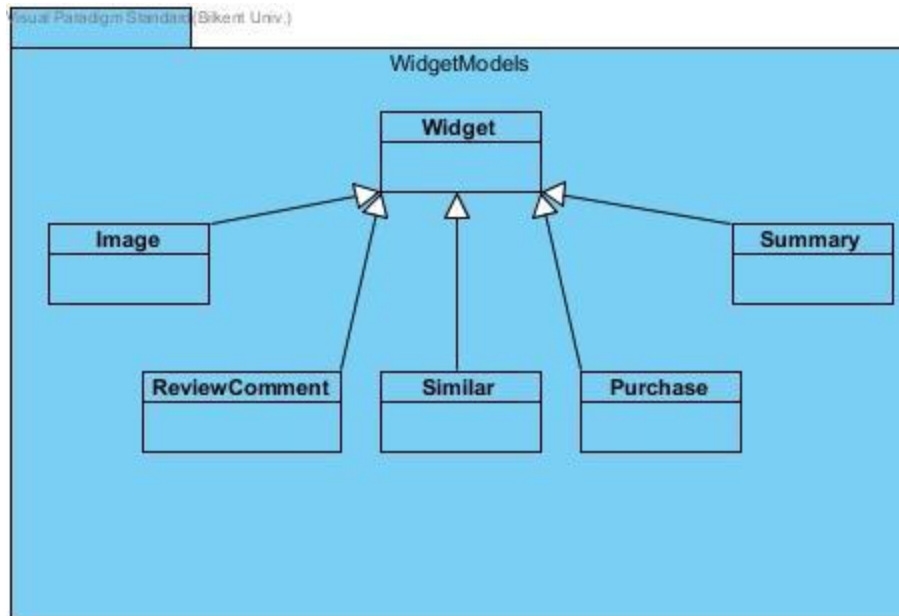 Visual Paradigm Standard(Bilkent Univ.)
WidgetModels
Widget
Image
Summary
ReviewComment
Similar
Purchase